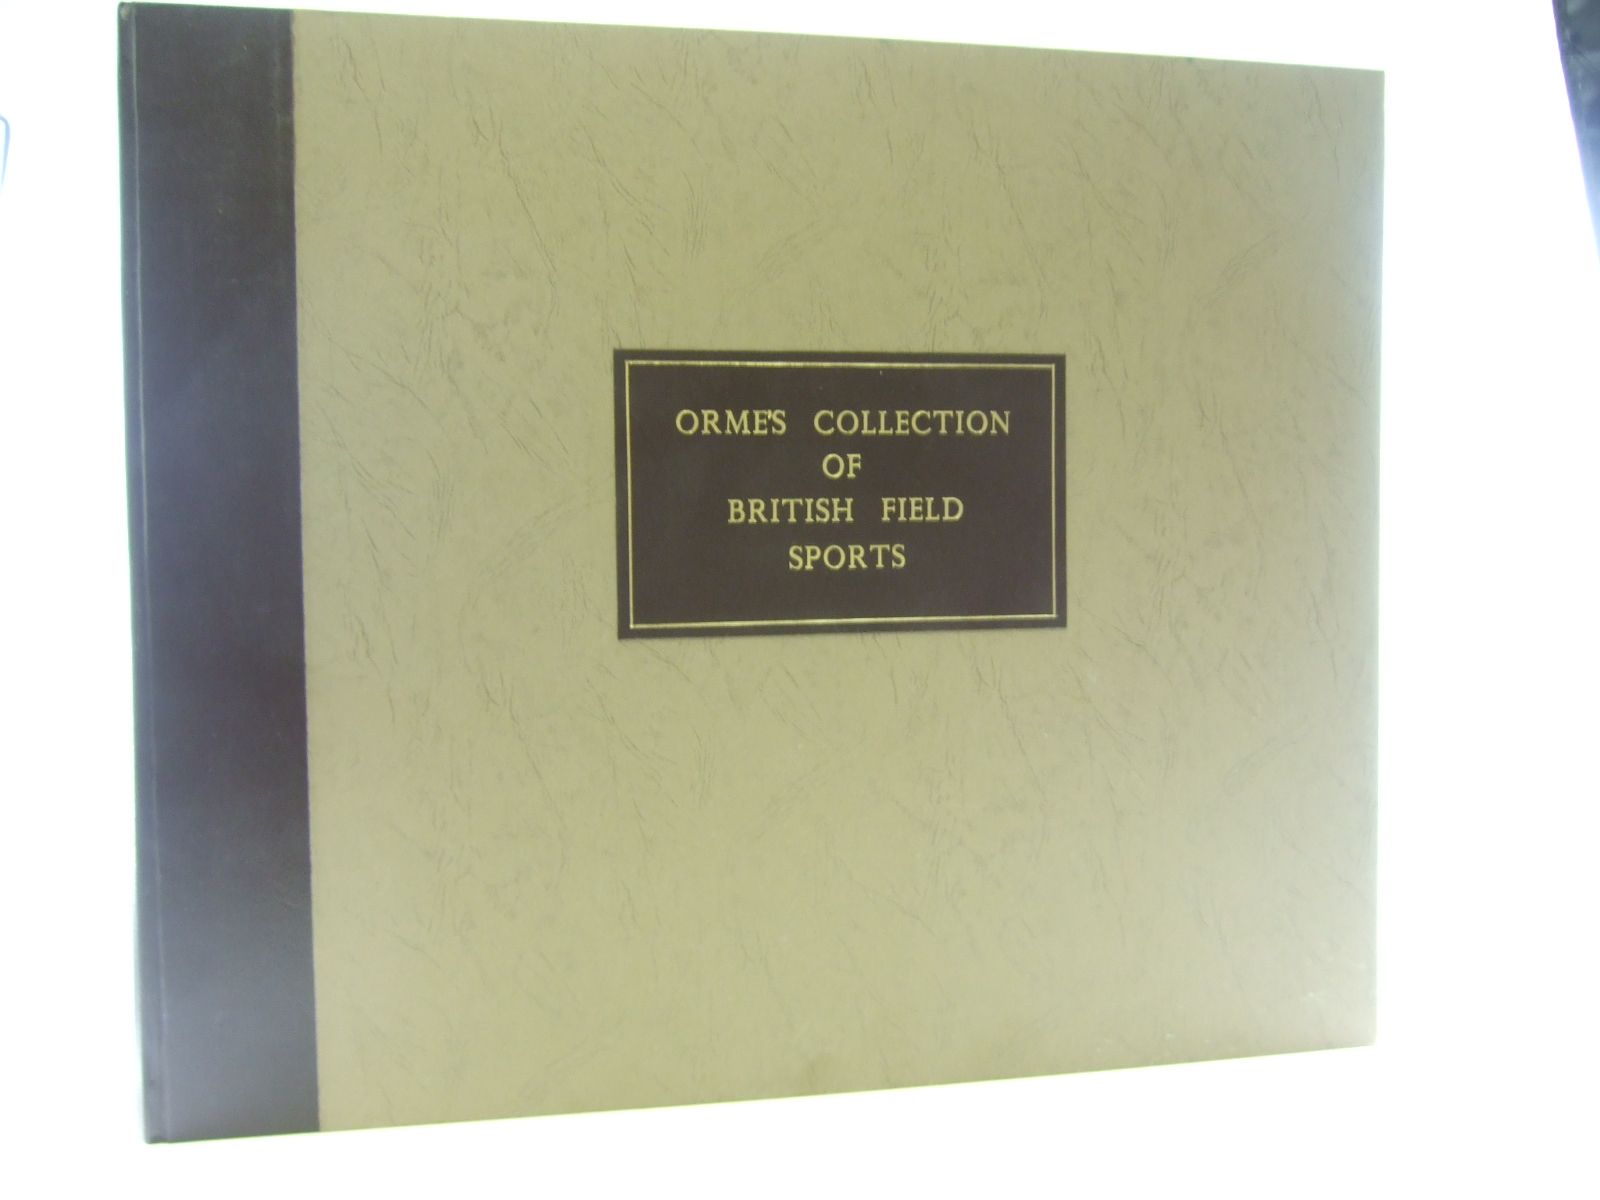 ORME'S COLLECTION
OF
BRITISH FIELD
SPORTS